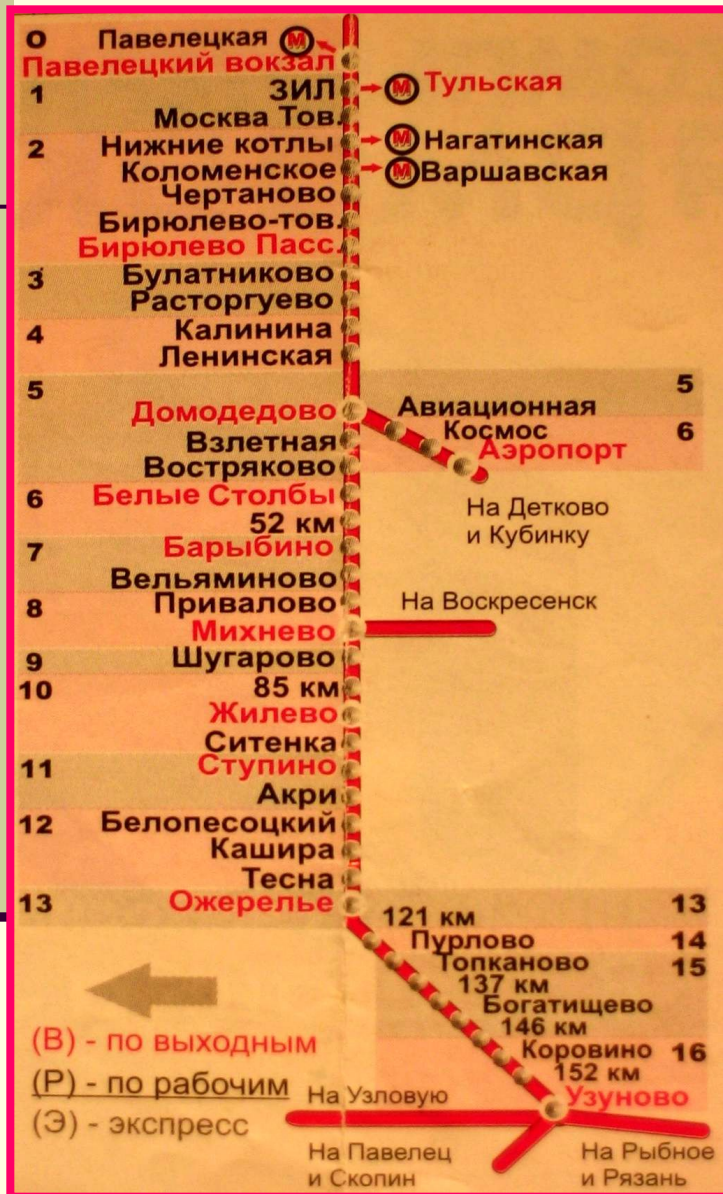 0 Павелецкая М
Павелецкий вокзал
1 ЗИЛ М Тульская
Москва Тов.
2 Нижние котлы М Нагатинская
Коломенское М Варшавская
Чертаново
Бирюлево-тов.
Бирюлево Пасс.
3 Булатниково
Расторгуево
4 Калинина
Ленинская
5 5
Домодедово Авиационная
Космос 6
Взлетная Аэропорт
Востряково
6 Белые Столбы
52 км На Детково
и Кубинку
7 Барыбино
Вельяминово
8 Привалово На Воскресенск
Михнево
9 Шугарово
10 85 км
Жилево
Ситенка
11 Ступино
Акри
12 Белопесоцкий
Кашира
Тесна
13 Ожерелье 13
121 км
Пурлово 14
Топканово 15
137 км
Богатищево
146 км
Коровино 16
152 км
Узуново
(В) - по выходным
(Р) - по рабочим
(Э) - экспресс
На Узловую
На Павелец
и Скопин
На Рыбное
и Рязань